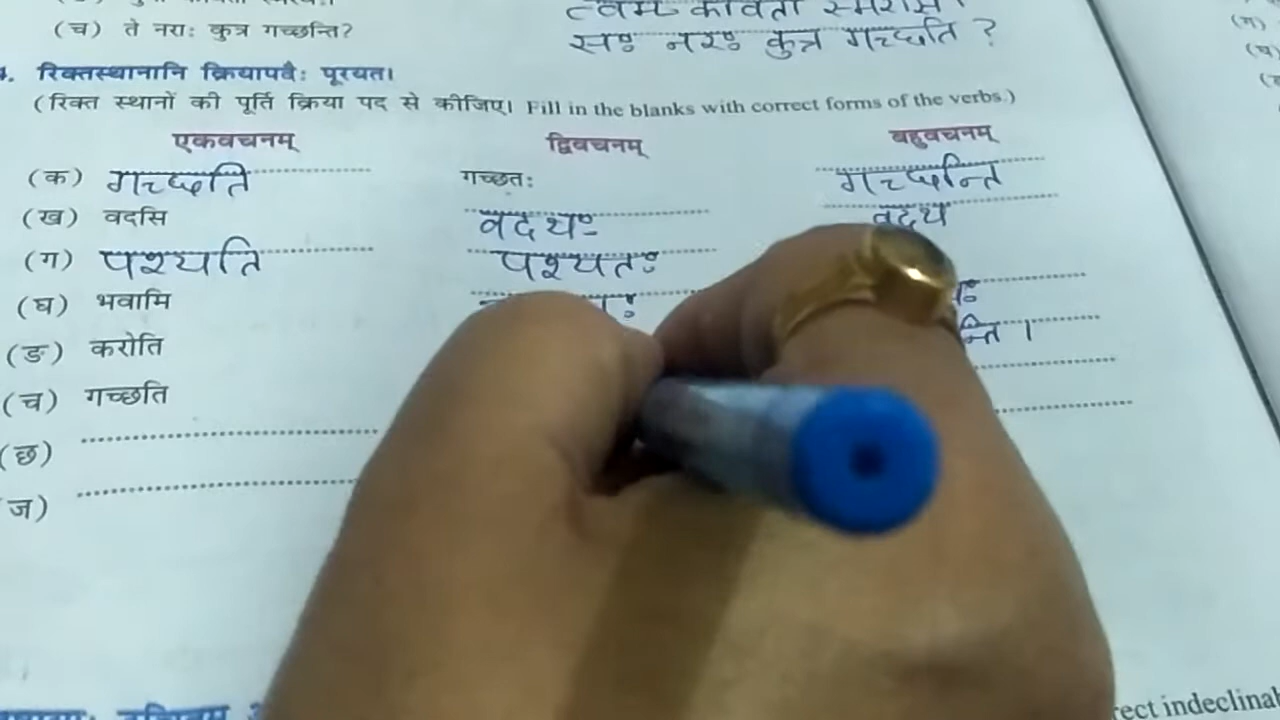 (च) ते नराः कुत्र गच्छन्ति? सः नरः कुत्र गच्छति ?
रिक्तस्थानानि क्रियापदैः पूरयत।
(रिक्त स्थानों की पूर्ति क्रिया पद से कीजिए। Fill in the blanks with correct forms of the verbs.)
एकवचनम् द्विवचनम् बहुवचनम्
(क) गच्छति गच्छतः गच्छन्ति
(ख) वदसि वदथः वदथ
(ग) पश्यति पश्यतः
(घ) भवामि
(ङ) करोति
(च) गच्छति
(छ)
ज)